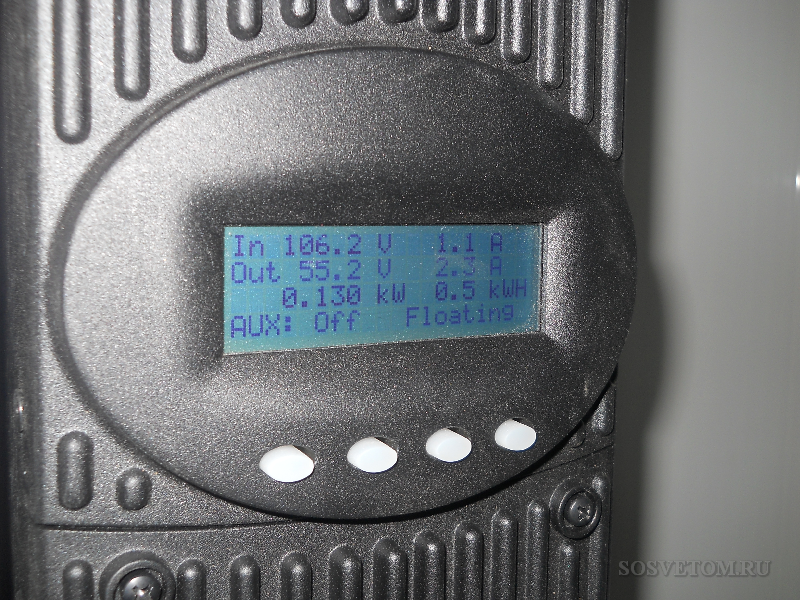 In 106.2 V 1.1 A
Out 55.2 V 2.3 A
0.130 kW 0.5 kWH
AUX: Off Floating
SOSVETOM.RU